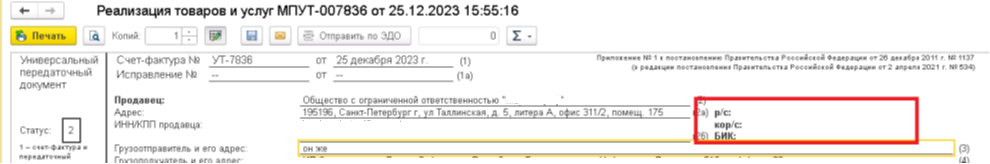 Реализация товаров и услуг МПУТ-007836 от 25.12.2023 15:55:16
Печать Копий: 1 Отправить по ЭДО 0 Σ
Универсальный передаточный документ
Счет-фактура № УТ-7836 от 25 декабря 2023 г. (1)
Исправление № -- от -- (1а)
Приложение № 1 к постановлению Правительства Российской Федерации от 26 декабря 2011 г. № 1137
(в редакции постановления Правительства Российской Федерации от 2 апреля 2021 г. № 534)
Продавец: Общество с ограниченной ответственностью " (2)
Адрес: 195196, Санкт-Петербург г, ул Таллинская, д. 5, литера А, офис 311/2, помещ. 175 (2а) р/с:
ИНН/КПП продавца: кор/с:
(2б) БИК:
Статус: 2
Грузоотправитель и его адрес: он же (3)
1 – счет-фактура и передаточный
Грузополучатель и его адрес: (4)